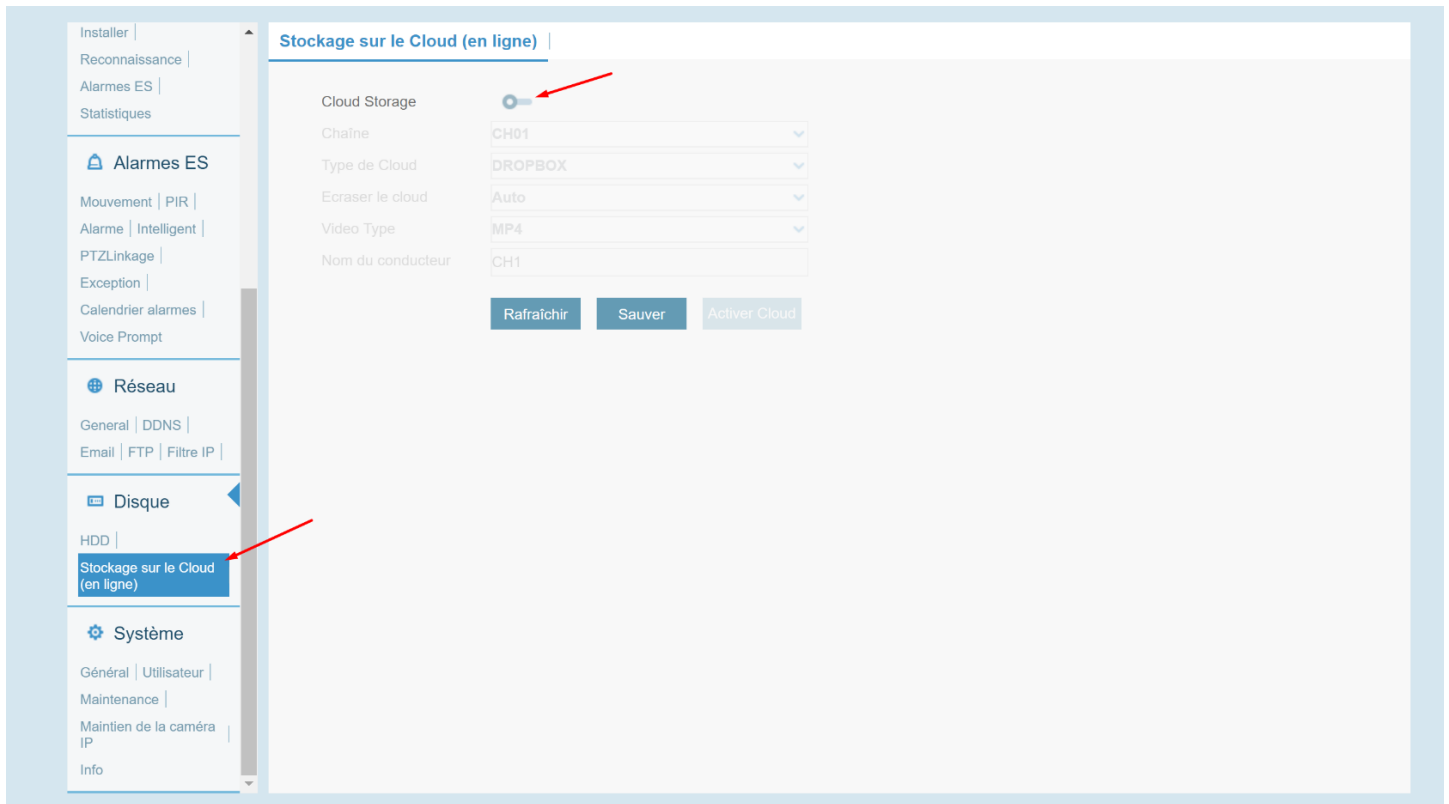 Installer
Reconnaissance
Alarmes ES
Statistiques
Alarmes ES
Mouvement | PIR
Alarme | Intelligent
PTZLinkage
Exception
Calendrier alarmes
Voice Prompt
Réseau
General | DDNS
Email | FTP | Filtre IP
Disque
HDD
Stockage sur le Cloud
(en ligne)
Système
Général | Utilisateur
Maintenance
Maintien de la caméra
IP
Info
Stockage sur le Cloud (en ligne)
Cloud Storage
Chaîne CH01
Type de Cloud DROPBOX
Ecraser le cloud Auto
Video Type MP4
Nom du conducteur CH1
Rafraîchir Sauver Activer Cloud